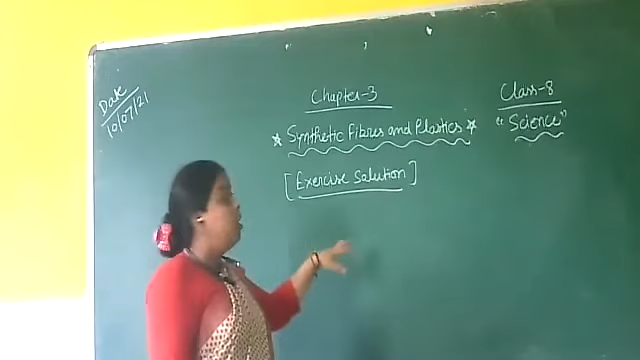 Date
10/07/21
Chapter-3
Class-8
* Synthetic Fibres and Plastics *
"Science"
[Exercise Solution]